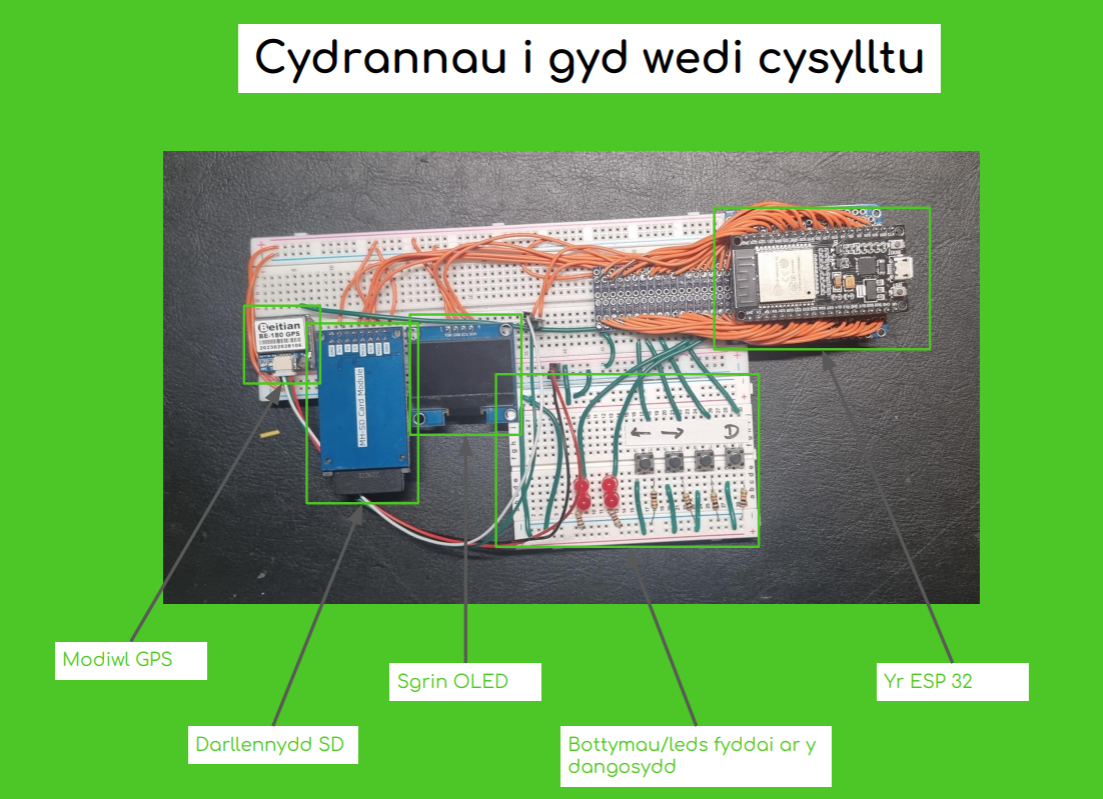 Cydrannau i gyd wedi cysylltu
Beitian
BE-180 GPS
MH-SD Card Module
← →
D
Modiwl GPS
Sgrin OLED
Yr ESP 32
Darllennydd SD
Bottymau/leds fyddai ar y
dangosydd